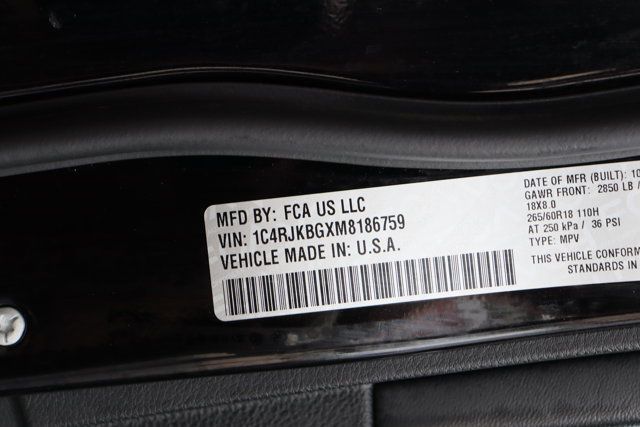 MFD BY: FCA US LLC
VIN: 1C4RJKBGXM8186759
VEHICLE MADE IN: U.S.A.
DATE OF MFR (BUILT): 10
GAWR FRONT: 2850 LB /
18X8.0
265/60R18 110H
AT 250 kPa / 36 PSI
TYPE: MPV
THIS VEHICLE CONFORM
STANDARDS IN